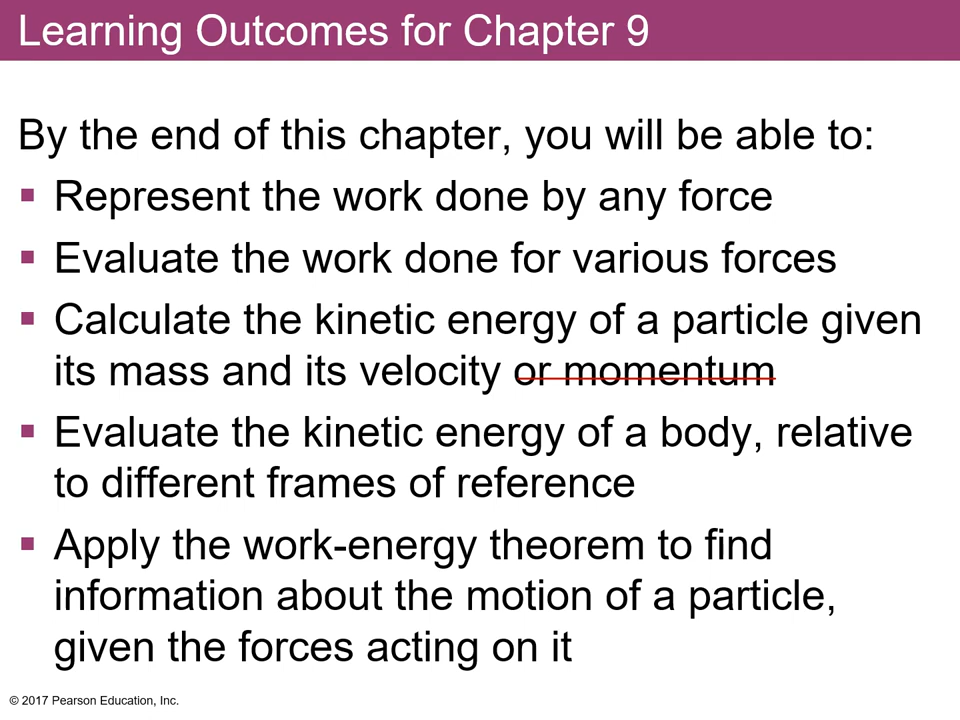 Learning Outcomes for Chapter 9
By the end of this chapter, you will be able to:
▪ Represent the work done by any force
▪ Evaluate the work done for various forces
▪ Calculate the kinetic energy of a particle given
its mass and its velocity or momentum
▪ Evaluate the kinetic energy of a body, relative
to different frames of reference
▪ Apply the work-energy theorem to find
information about the motion of a particle,
given the forces acting on it
© 2017 Pearson Education, Inc.